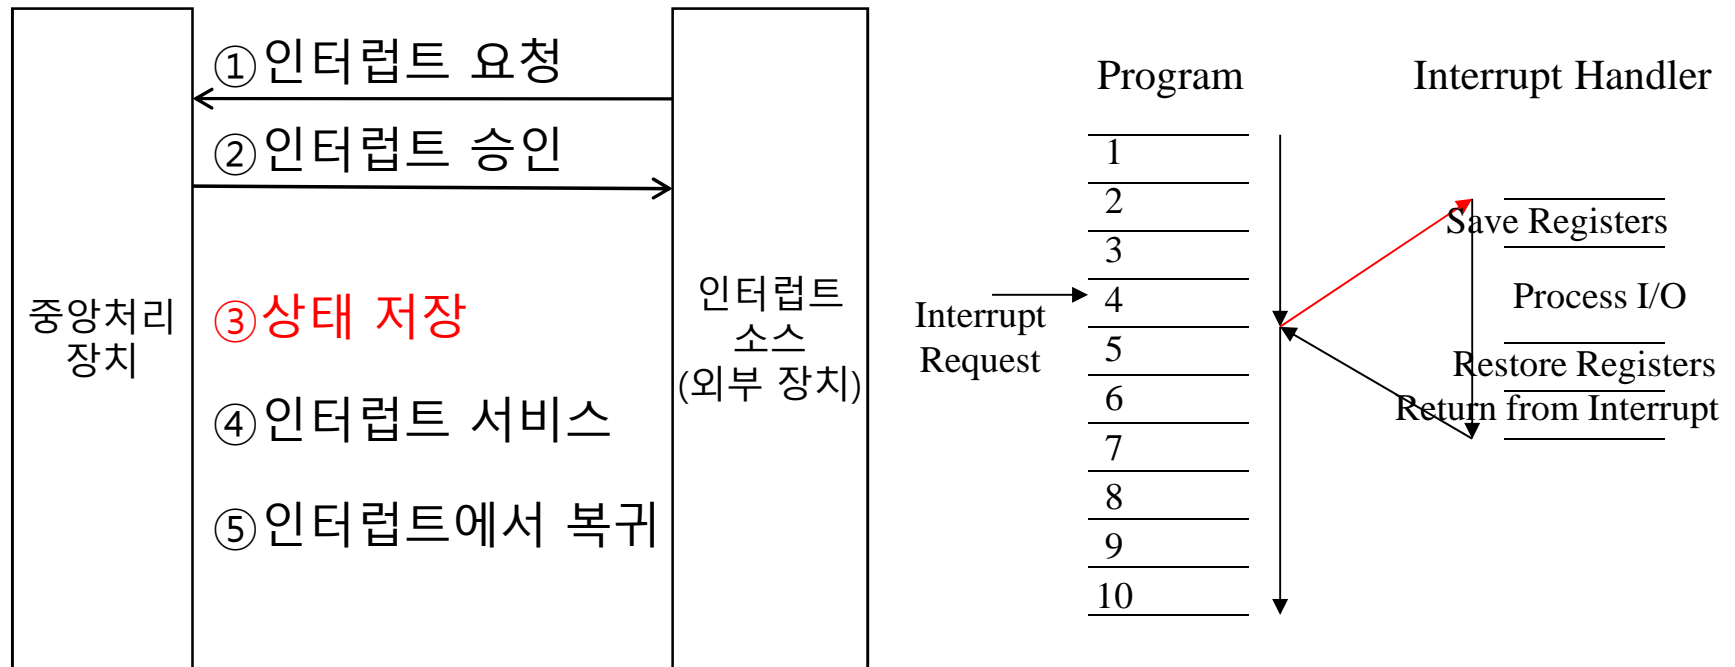 ①인터럽트 요청
②인터럽트 승인
③상태 저장
④인터럽트 서비스
⑤인터럽트에서 복귀
중앙처리
장치
인터럽트
소스
(외부 장치)
Program
Interrupt Handler
Interrupt
Request
1
2
3
4
5
6
7
8
9
10
Save Registers
Process I/O
Restore Registers
Return from Interrupt